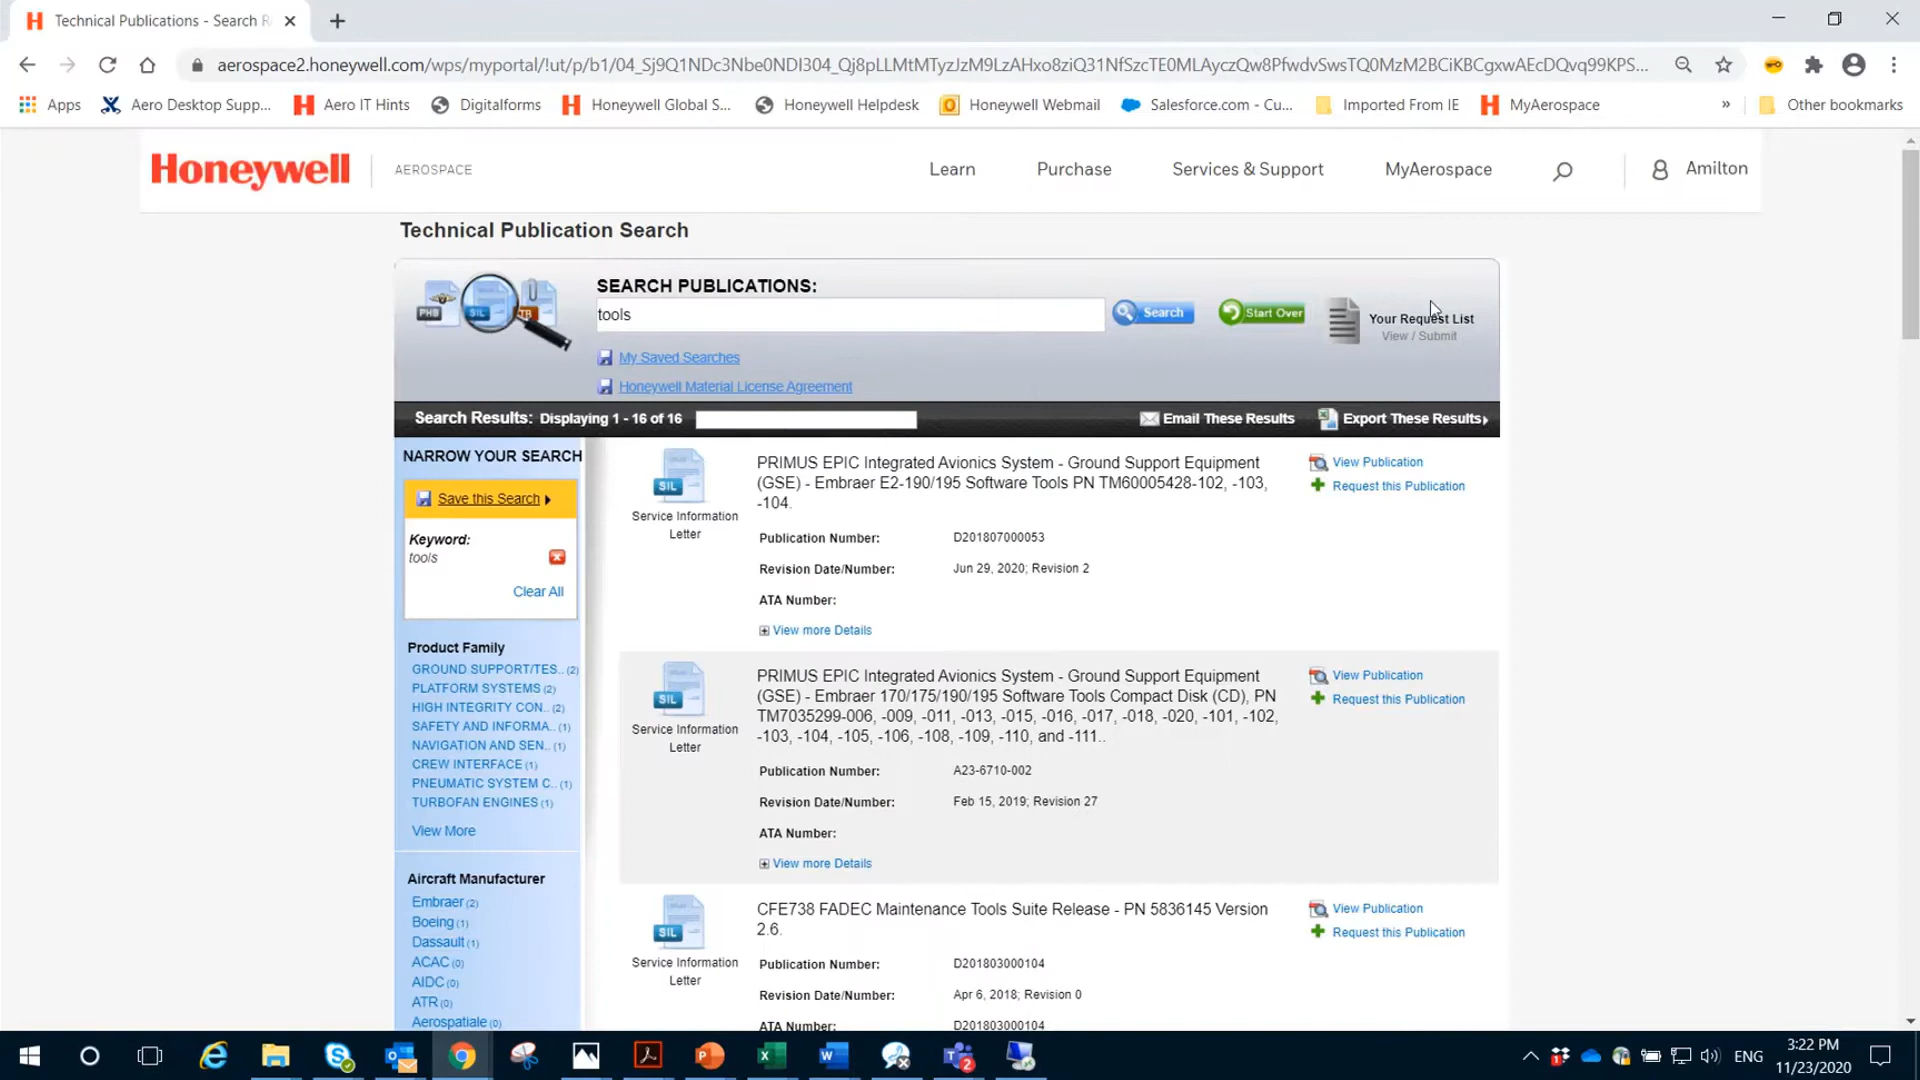 Technical Publications - Search R
aerospace2.honeywell.com/wps/myportal/!ut/p/b1/04_Sj9Q1NDc3Nbe0NDI304_Qj8pLLMtMTyzJzM9LzAHxo8ziQ31NfSzcTE0MLAyczQw8PfwdvSwsTQ0MzM2BCiKBCgxwAEcDQvq99KPS...
Apps Aero Desktop Supp... Aero IT Hints Digitalforms Honeywell Global S... Honeywell Helpdesk Honeywell Webmail Salesforce.com - Cu... Imported From IE MyAerospace » Other bookmarks
Honeywell AEROSPACE Learn Purchase Services & Support MyAerospace Amilton
Technical Publication Search
SEARCH PUBLICATIONS:
PHB SIL TR
tools Search Start Over Your Request List
View / Submit
My Saved Searches
Honeywell Material License Agreement
Search Results: Displaying 1 - 16 of 16 Email These Results Export These Results
NARROW YOUR SEARCH
Save this Search
Keyword:
tools
Clear All
Product Family
GROUND SUPPORT/TES.. (2)
PLATFORM SYSTEMS (2)
HIGH INTEGRITY CON.. (2)
SAFETY AND INFORMA.. (1)
NAVIGATION AND SEN.. (1)
CREW INTERFACE (1)
PNEUMATIC SYSTEM C.. (1)
TURBOFAN ENGINES (1)
View More
Aircraft Manufacturer
Embraer (2)
Boeing (1)
Dassault (1)
ACAC (0)
AIDC (0)
ATR (0)
Aerospatiale (0)
SIL
Service Information
Letter
PRIMUS EPIC Integrated Avionics System - Ground Support Equipment
(GSE) - Embraer E2-190/195 Software Tools PN TM60005428-102, -103,
-104.
Publication Number: D201807000053
Revision Date/Number: Jun 29, 2020; Revision 2
ATA Number:
View more Details
View Publication
Request this Publication
SIL
Service Information
Letter
PRIMUS EPIC Integrated Avionics System - Ground Support Equipment
(GSE) - Embraer 170/175/190/195 Software Tools Compact Disk (CD), PN
TM7035299-006, -009, -011, -013, -015, -016, -017, -018, -020, -101, -102,
-103, -104, -105, -106, -108, -109, -110, and -111..
Publication Number: A23-6710-002
Revision Date/Number: Feb 15, 2019; Revision 27
ATA Number:
View more Details
View Publication
Request this Publication
SIL
Service Information
Letter
CFE738 FADEC Maintenance Tools Suite Release - PN 5836145 Version
2.6.
Publication Number: D201803000104
Revision Date/Number: Apr 6, 2018; Revision 0
ATA Number: D201803000104
View Publication
Request this Publication
ENG
3:22 PM
11/23/2020